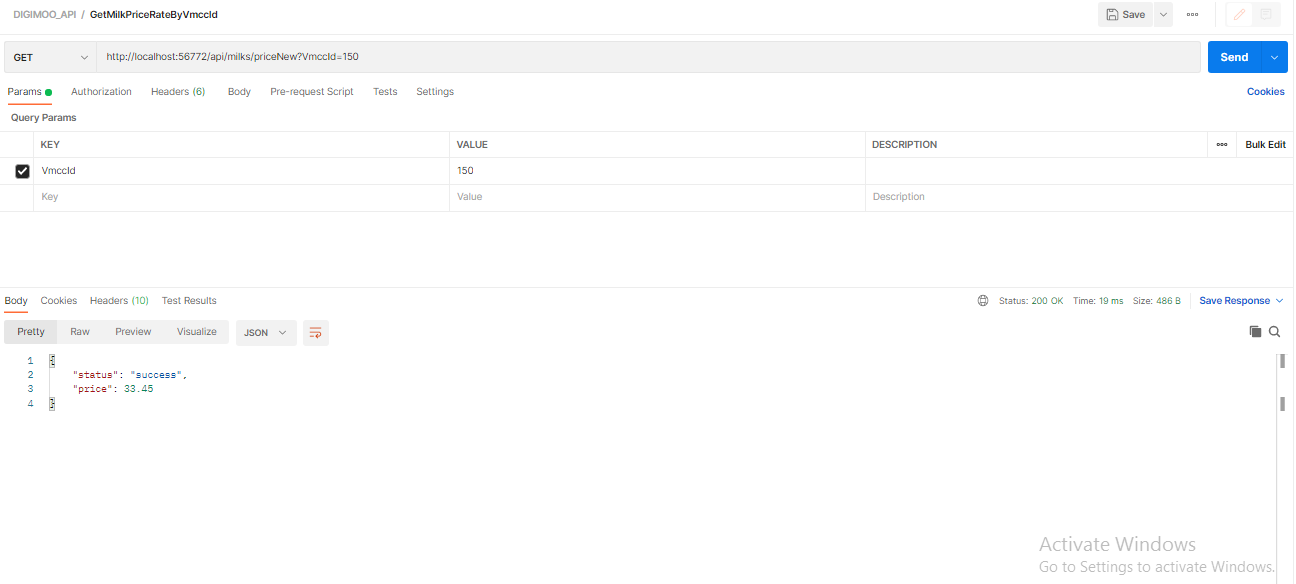 DIGIMOO_API / GetMilkPriceRateByVmccId
Save
GET
http://localhost:56772/api/milks/priceNew?VmccId=150
Send
Params Authorization Headers (6) Body Pre-request Script Tests Settings Cookies
Query Params
KEY VALUE DESCRIPTION Bulk Edit
VmccId 150
Key Value Description
Body Cookies Headers (10) Test Results Status: 200 OK Time: 19 ms Size: 486 B Save Response
Pretty Raw Preview Visualize JSON
1 {
2 "status": "success",
3 "price": 33.45
4 }
Activate Windows
Go to Settings to activate Windows.